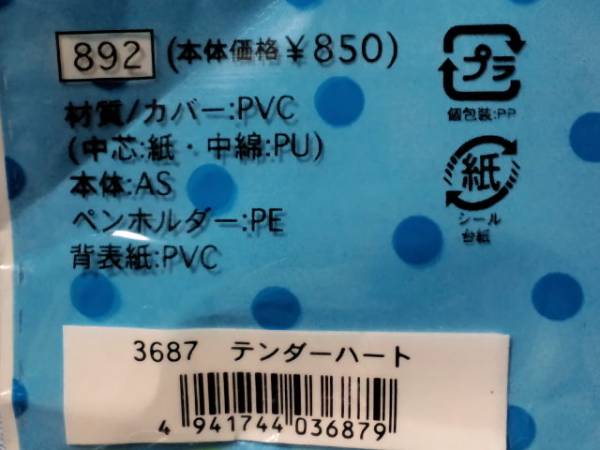 892 (本体価格¥850)
材質/カバー:PVC
(中芯:紙・中綿:PU)
本体:AS
ペンホルダー:PE
背表紙:PVC
プラ
個包装:PP
紙
シール
台紙
3687 テンダーハート
4 941744 036879